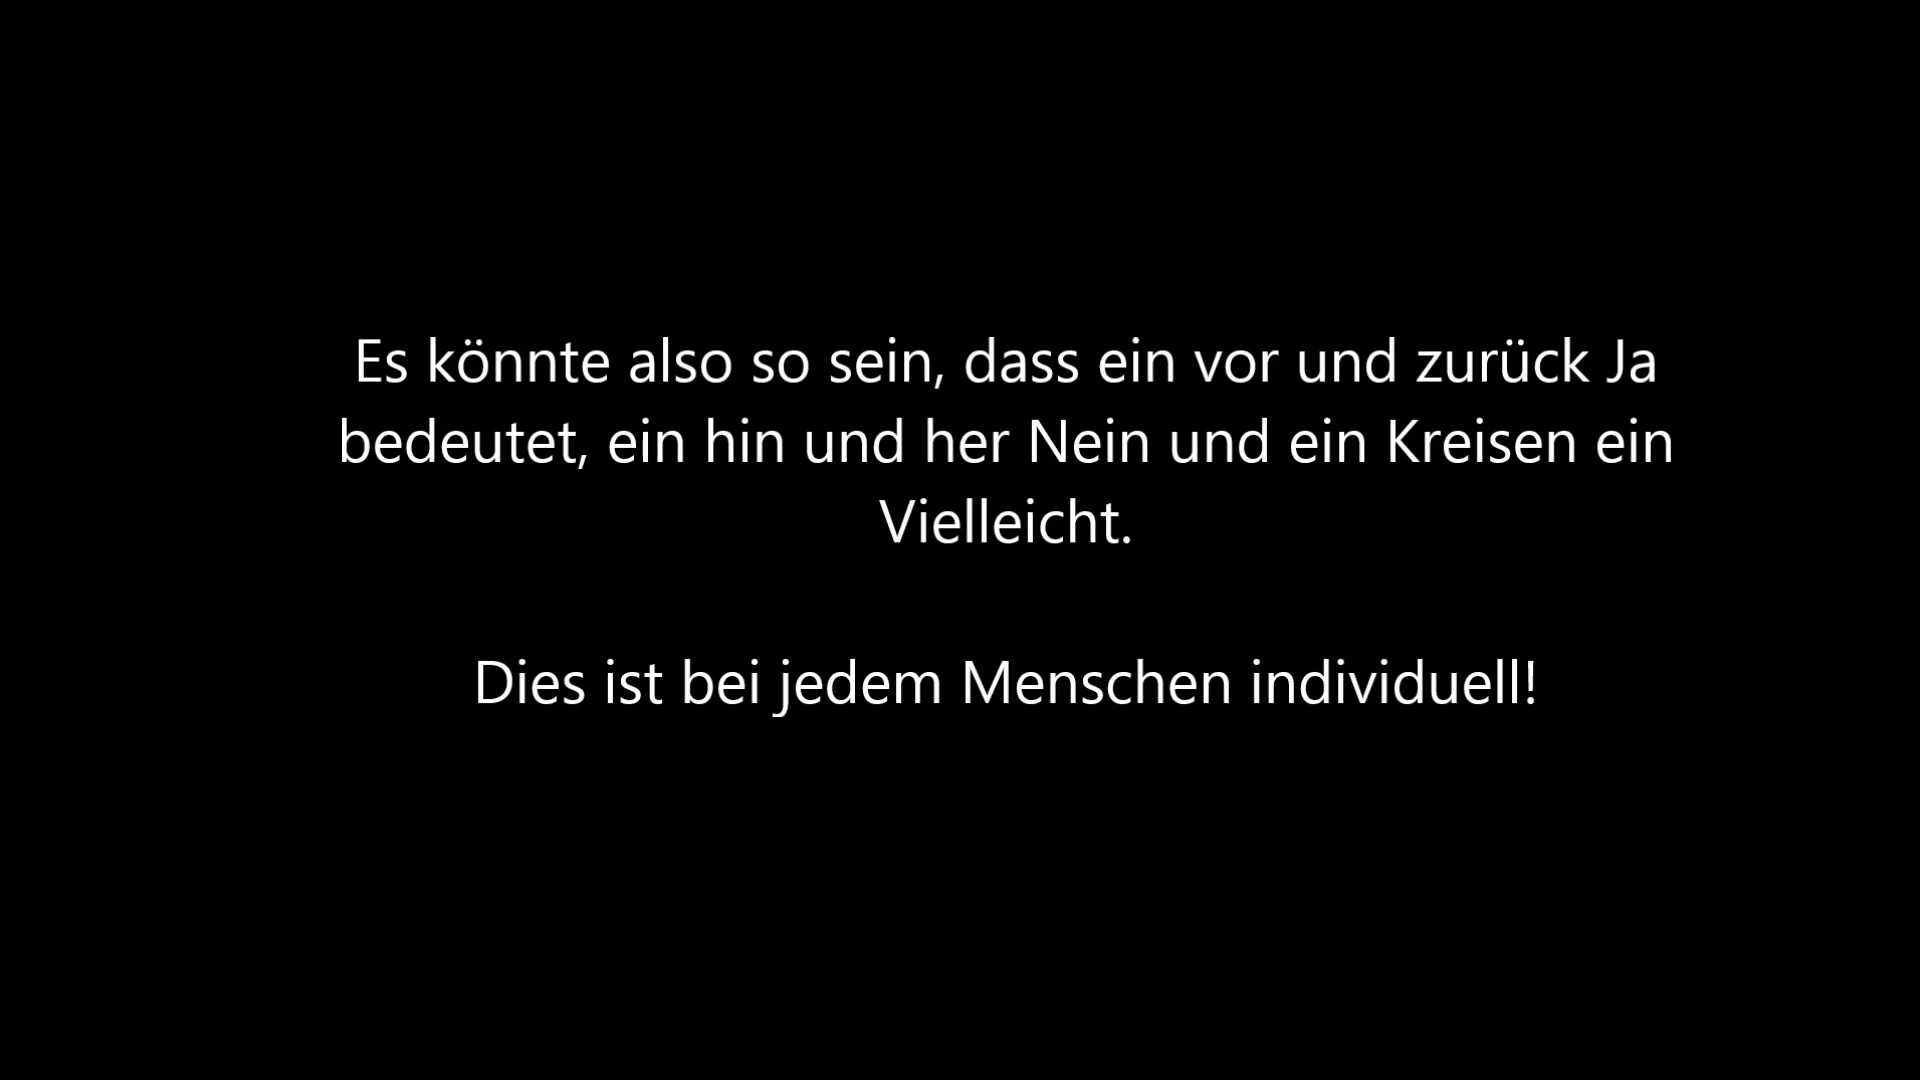 Es könnte also so sein, dass ein vor und zurück Ja
bedeutet, ein hin und her Nein und ein Kreisen ein
Vielleicht.
Dies ist bei jedem Menschen individuell!